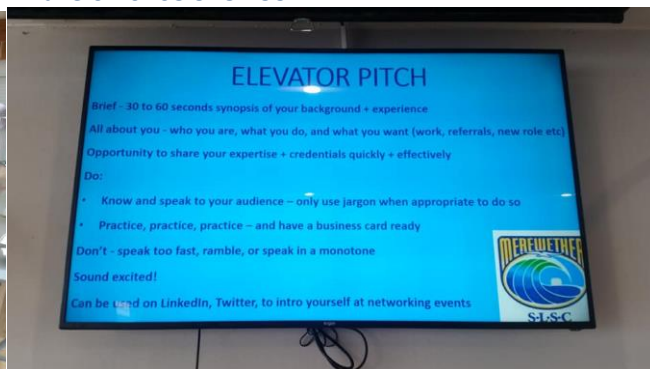 ELEVATOR PITCH
Brief - 30 to 60 seconds synopsis of your background + experience
All about you - who you are, what you do, and what you want (work, referrals, new role etc)
Opportunity to share your expertise + credentials quickly + effectively
Do:
• Know and speak to your audience – only use jargon when appropriate to do so
• Practice, practice, practice – and have a business card ready
Don't - speak too fast, ramble, or speak in a monotone
Sound excited!
Can be used on LinkedIn, Twitter, to intro yourself at networking events
MEREWETHER
S·L·S·C